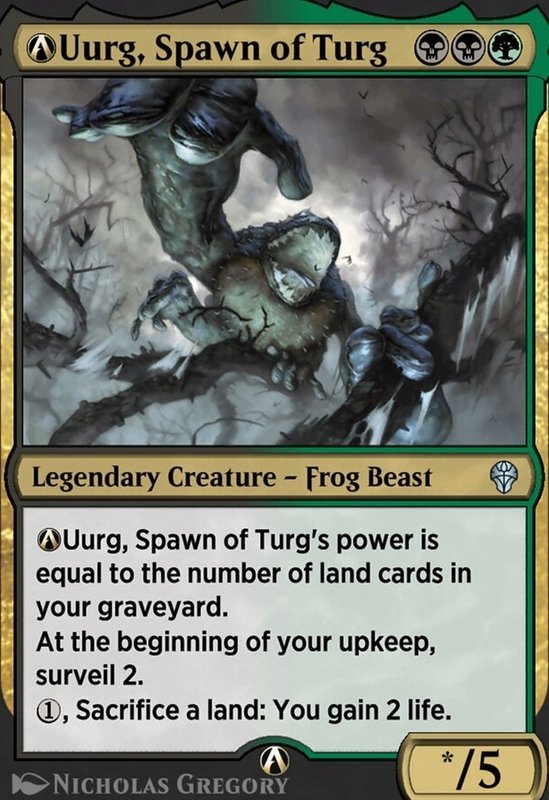 Uurg, Spawn of Turg
Legendary Creature – Frog Beast
Uurg, Spawn of Turg's power is
equal to the number of land cards in
your graveyard.
At the beginning of your upkeep,
surveil 2.
1, Sacrifice a land: You gain 2 life.
*/5
Nicholas Gregory